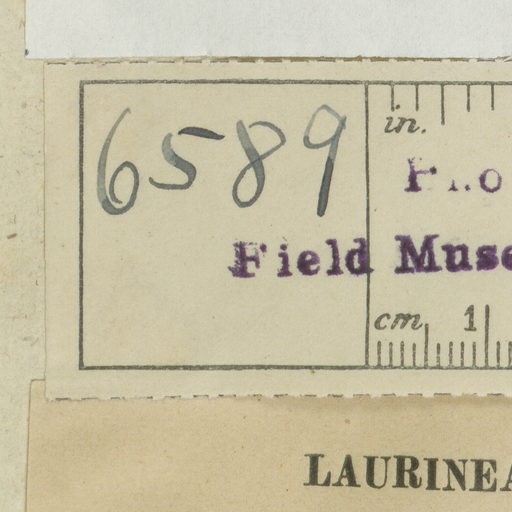 6589
in.
Field Muse
cm 1
LAURINEA